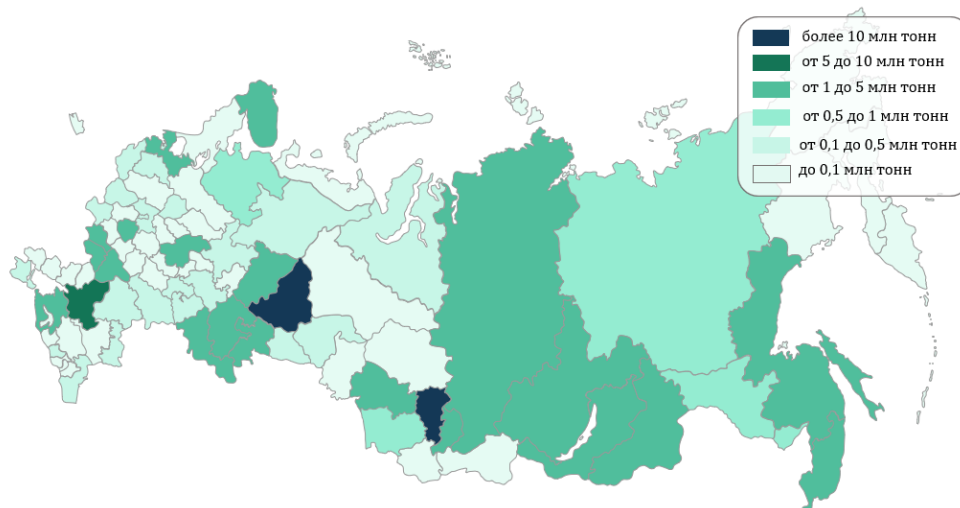 более 10 млн тонн
от 5 до 10 млн тонн
от 1 до 5 млн тонн
от 0,5 до 1 млн тонн
от 0,1 до 0,5 млн тонн
до 0,1 млн тонн